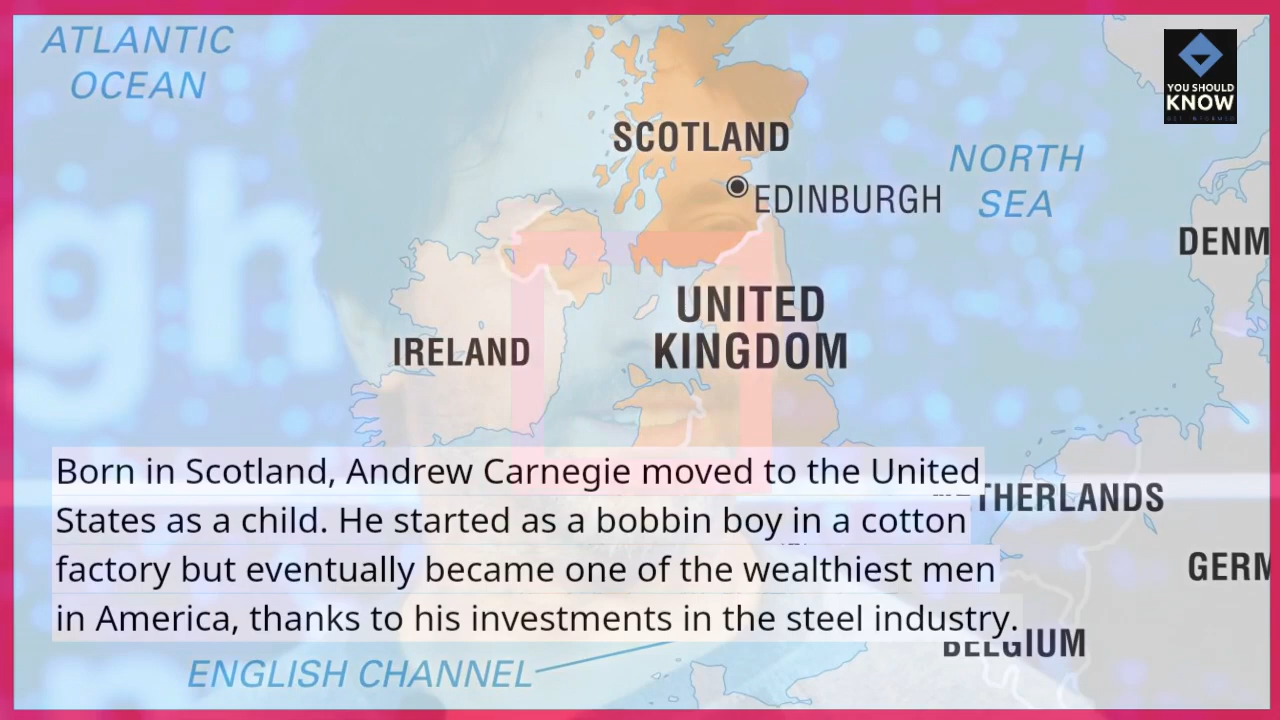 ATLANTIC
OCEAN
YOU SHOULD
KNOW
SCOTLAND
NORTH
SEA
EDINBURGH
DENM
gh
UNITED
KINGDOM
IRELAND
Born in Scotland, Andrew Carnegie moved to the United
States as a child. He started as a bobbin boy in a cotton
factory but eventually became one of the wealthiest men
in America, thanks to his investments in the steel industry.
THERLANDS
GERM
BELGIUM
ENGLISH CHANNEL